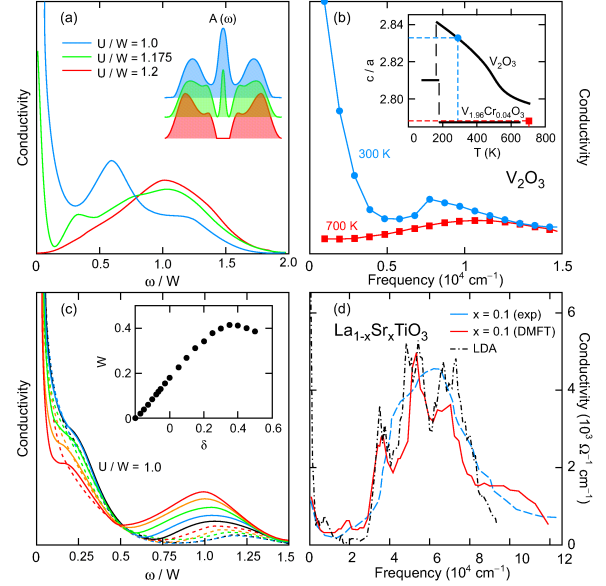 (a)
A (ω)
U / W = 1.0
U / W = 1.175
U / W = 1.2
Conductivity
0 0.5 1.0 1.5 2.0
ω / W
(b)
2.84
2.82
2.80
c / a
V2O3
V1.96Cr0.04O3
0 200 400 600 800
T (K)
300 K
700 K
V2O3
Conductivity
0 0.5 1.0 1.5
Frequency (10⁴ cm⁻¹)
(c)
0.4
0.2
0
W
0 0.2 0.4 0.6
δ
U / W = 1.0
Conductivity
0 0.25 0.5 0.75 1.0 1.25 1.5
ω / W
(d)
x = 0.1 (exp)
x = 0.1 (DMFT)
LDA
La1-xSrxTiO3
6
4
2
0
Conductivity (10³ Ω⁻¹ cm⁻¹)
0 2 4 6 8 10 12
Frequency (10⁴ cm⁻¹)